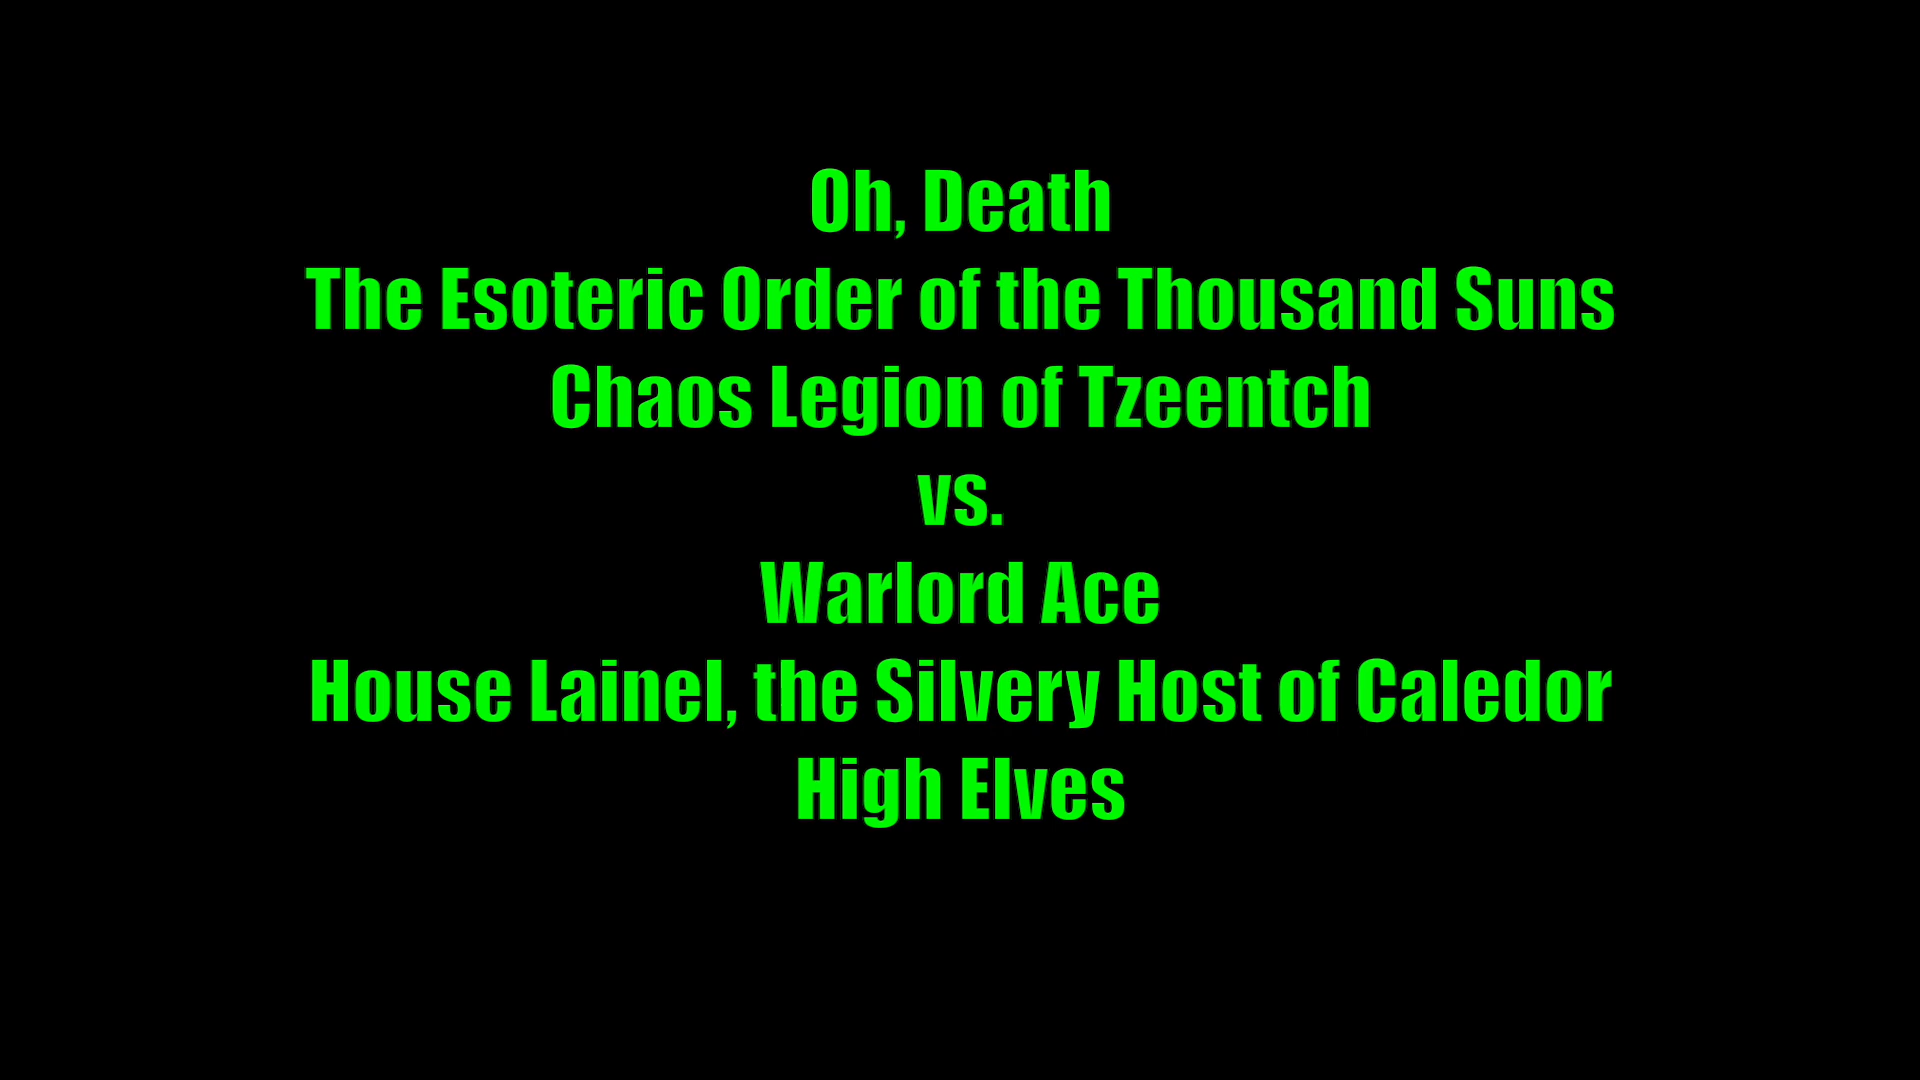 Oh, Death
The Esoteric Order of the Thousand Suns
Chaos Legion of Tzeentch
vs.
Warlord Ace
House Lainel, the Silvery Host of Caledor
High Elves